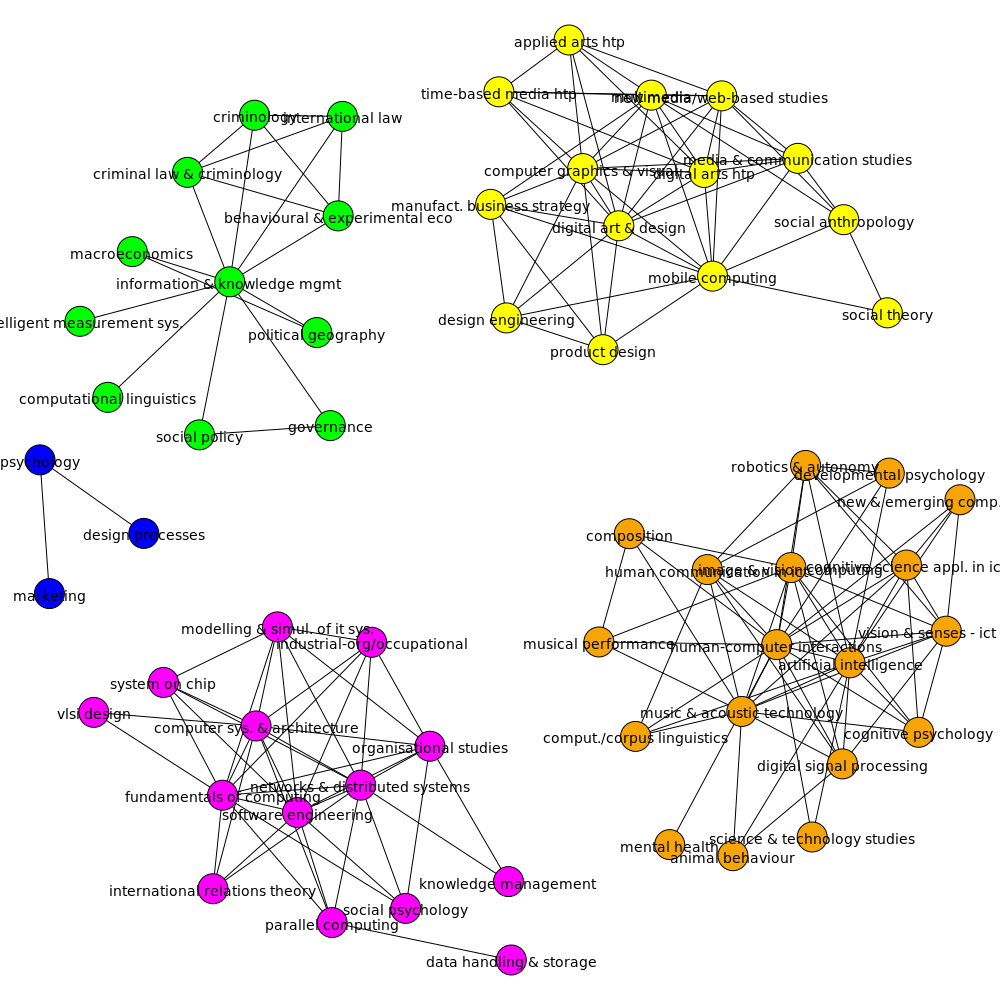 applied arts htp
time-based media htp
new media/web-based studies
criminology
international law
criminal law & criminology
computer graphics & visual
media & communication studies
digital arts htp
manufact. business strategy
behavioural & experimental eco
digital art & design
social anthropology
macroeconomics
information & knowledge mgmt
mobile computing
elligent measurement sys.
political geography
design engineering
social theory
product design
computational linguistics
social policy
governance
psychology
robotics & autonomy
developmental psychology
new & emerging comp.
design processes
composition
human communication in ict
image & vision computing
cognitive science appl. in ic
marketing
modelling & simul. of it sys.
industrial-org/occupational
musical performance
human-computer interactions
vision & senses - ict
artificial intelligence
system on chip
vlsi design
computer sys. & architecture
organisational studies
music & acoustic technology
comput./corpus linguistics
cognitive psychology
digital signal processing
fundamentals of computing
networks & distributed systems
software engineering
mental health
science & technology studies
animal behaviour
international relations theory
knowledge management
social psychology
parallel computing
data handling & storage